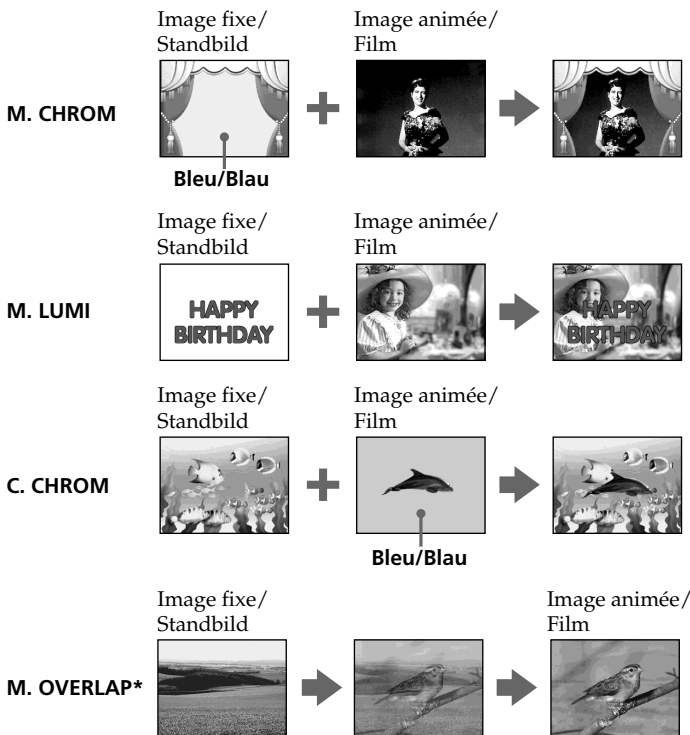 Image fixe/
Standbild
Image animée/
Film
M. CHROM
Bleu/Blau
Image fixe/
Standbild
Image animée/
Film
M. LUMI
HAPPY
BIRTHDAY
HAPPY
BIRTHDAY
Image fixe/
Standbild
Image animée/
Film
C. CHROM
Bleu/Blau
Image fixe/
Standbild
Image animée/
Film
M. OVERLAP*